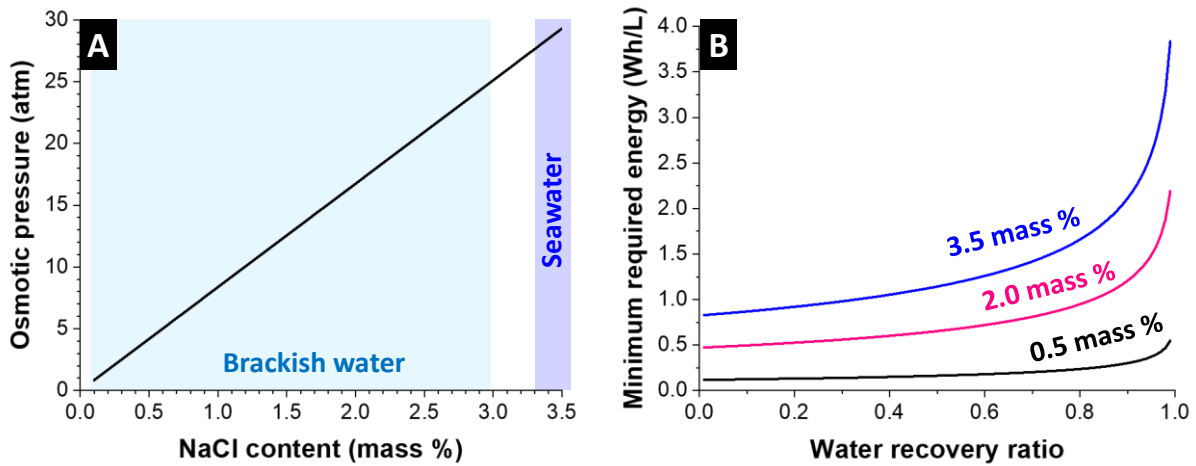 A
Osmotic pressure (atm)
30
25
20
15
10
5
0
Brackish water
Seawater
0.0
0.5
1.0
1.5
2.0
2.5
3.0
3.5
NaCl content (mass %)
B
Minimum required energy (Wh/L)
4.0
3.5
3.0
2.5
2.0
1.5
1.0
0.5
0.0
3.5 mass %
2.0 mass %
0.5 mass %
0.0
0.2
0.4
0.6
0.8
1.0
Water recovery ratio